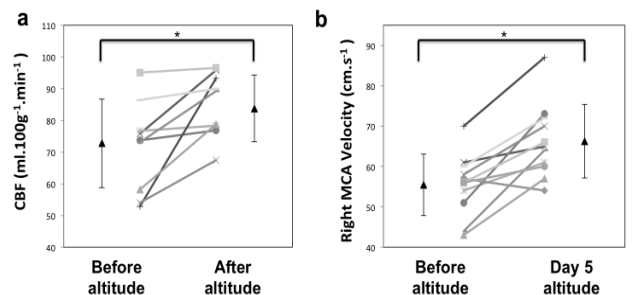 a
*
CBF (ml.100g⁻¹.min⁻¹)
110
100
90
80
70
60
50
40
Before altitude
After altitude
b
*
Right MCA Velocity (cm.s⁻¹)
90
80
70
60
50
40
Before altitude
Day 5 altitude